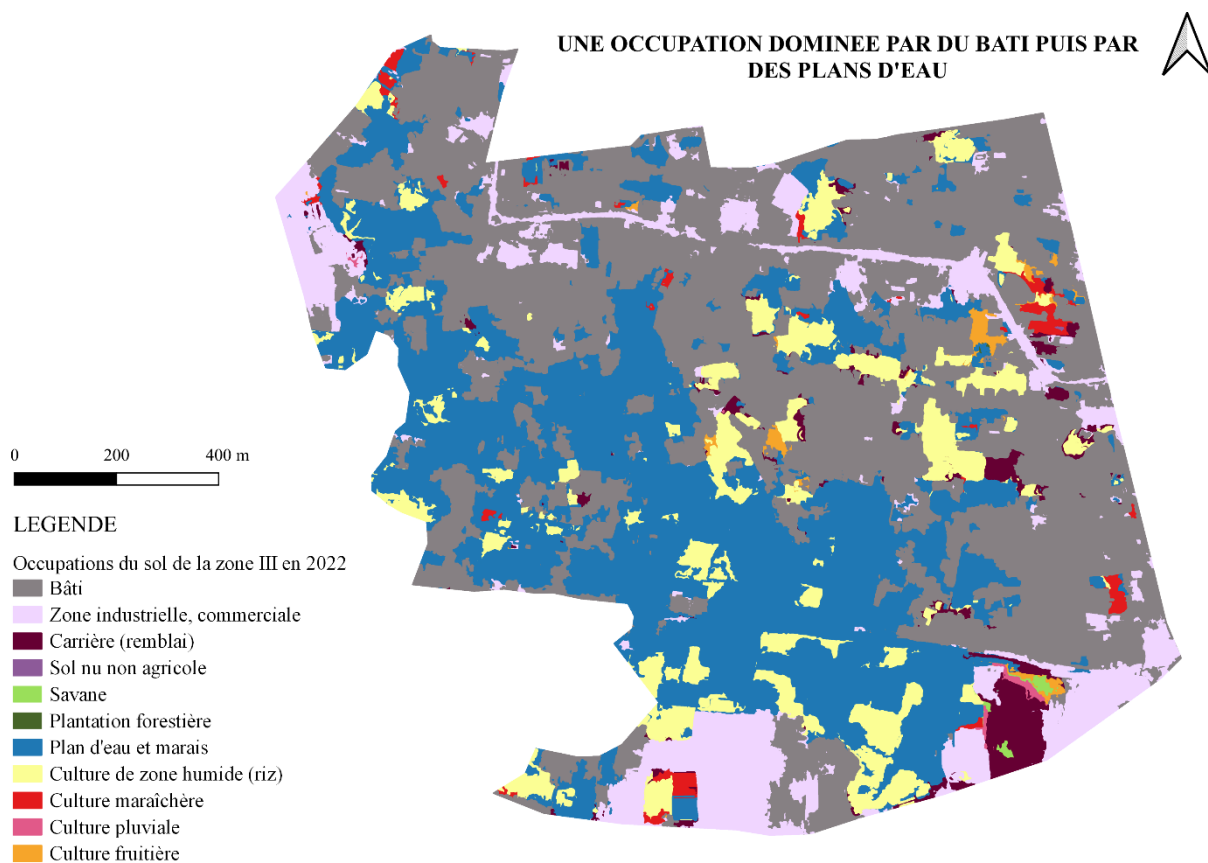 UNE OCCUPATION DOMINEE PAR DU BATI PUIS PAR
DES PLANS D'EAU
0 200 400 m
LEGENDE
Occupations du sol de la zone III en 2022
Bâti
Zone industrielle, commerciale
Carrière (remblai)
Sol nu non agricole
Savane
Plantation forestière
Plan d'eau et marais
Culture de zone humide (riz)
Culture maraîchère
Culture pluviale
Culture fruitière